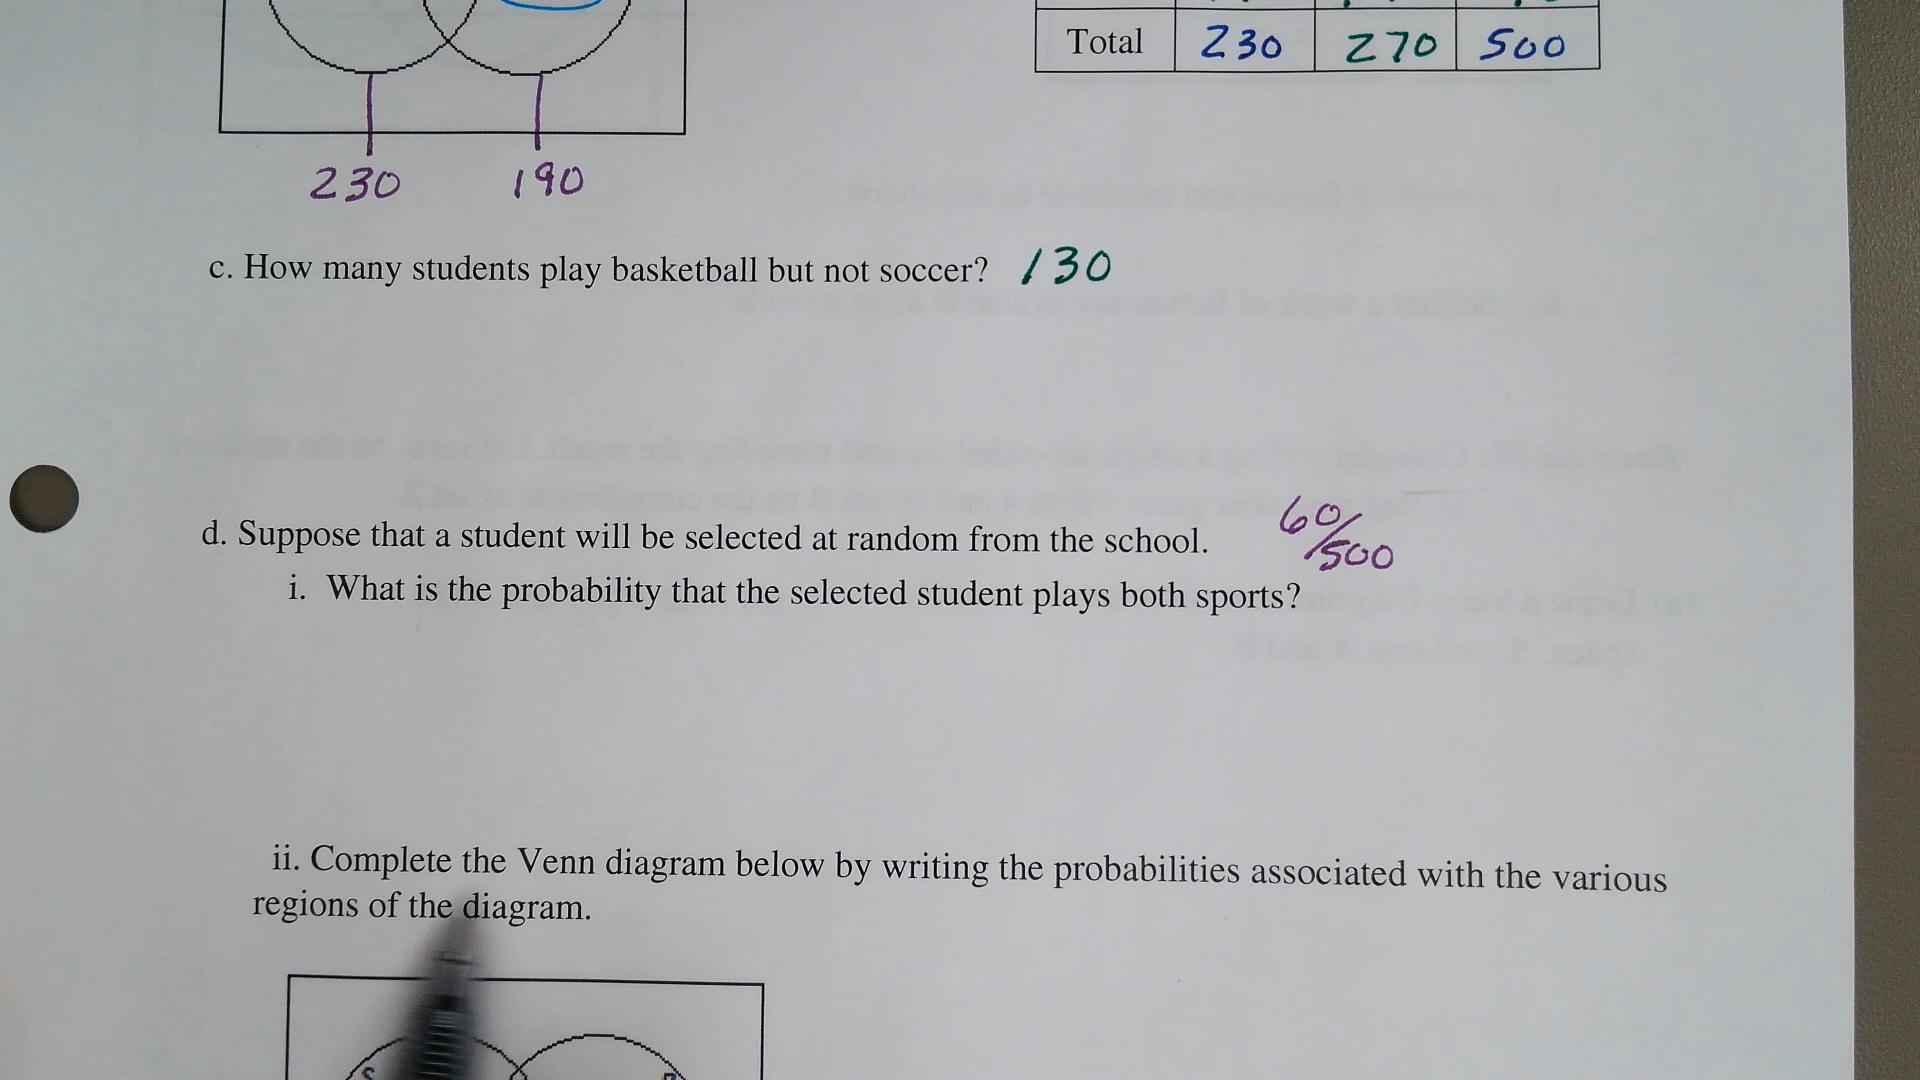 Total 230 270 500
230 190
c. How many students play basketball but not soccer? 130
d. Suppose that a student will be selected at random from the school. 60/500
i. What is the probability that the selected student plays both sports?
ii. Complete the Venn diagram below by writing the probabilities associated with the various
regions of the diagram.